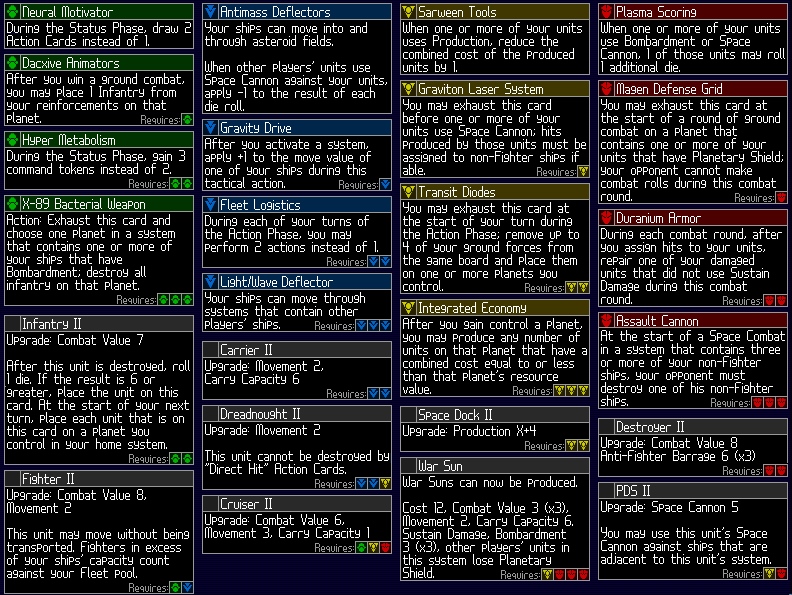 Neural Motivator
During the Status Phase, draw 2
Action Cards instead of 1.
Dacxive Animators
After you win a ground combat,
you may place 1 Infantry from
your reinforcements on that
planet.
Requires:
Hyper Metabolism
During the Status Phase, gain 3
command tokens instead of 2.
Requires:
X-89 Bacterial Weapon
Action: Exhaust this card and
choose one planet in a system
that contains one or more of
your ships that have
Bombardment; destroy all
infantry on that planet.
Requires:
Infantry II
Upgrade: Combat Value 7
After this unit is destroyed, roll
1 die. If the result is 6 or
greater, place the unit on this
card. At the start of your next
turn, place each unit that is on
this card on a planet you
control in your home system.
Requires:
Fighter II
Upgrade: Combat Value 8,
Movement 2
This unit may move without being
transported. Fighters in excess
of your ships' capacity count
against your Fleet Pool.
Requires:
Antimass Deflectors
Your ships can move into and
through asteroid fields.
When other players' units use
Space Cannon against your units,
apply -1 to the result of each
die roll.
Gravity Drive
After you activate a system,
apply +1 to the move value of
one of your ships during this
tactical action.
Requires:
Fleet Logistics
During each of your turns of
the Action Phase, you may
perform 2 actions instead of 1.
Requires:
Light/Wave Deflector
Your ships can move through
systems that contain other
players' ships.
Requires:
Carrier II
Upgrade: Movement 2,
Carry Capacity 6
Requires:
Dreadnought II
Upgrade: Movement 2
This unit cannot be destroyed by
"Direct Hit" Action Cards.
Requires:
Cruiser II
Upgrade: Combat Value 6,
Movement 3, Carry Capacity 1
Requires:
Sarween Tools
When one or more of your units
uses Production, reduce the
combined cost of the produced
units by 1.
Graviton Laser System
You may exhaust this card
before one or more of your
units use Space Cannon; hits
produced by those units must be
assigned to non-fighter ships if
able.
Requires:
Transit Diodes
You may exhaust this card at
the start of your turn during
the Action Phase; remove up to
4 of your ground forces from
the game board and place them
on one or more planets you
control.
Requires:
Integrated Economy
After you gain control a planet,
you may produce any number of
units on that planet that have a
combined cost equal to or less
than that planet's resource
value.
Requires:
Space Dock II
Upgrade: Production X+4
Requires:
War Sun
War Suns can now be produced.
Cost 12, Combat Value 3 (x3),
Movement 2, Carry Capacity 6.
Sustain Damage, Bombardment
3 (x3), other players' units in
this system lose Planetary
Shield.
Requires:
Plasma Scoring
When one or more of your units
use Bombardment or Space
Cannon, 1 of those units may roll
1 additional die.
Magen Defense Grid
You may exhaust this card at
the start of a round of ground
combat on a planet that
contains one or more of your
units that have Planetary Shield;
your opponent cannot make
combat rolls during this combat
round.
Requires:
Duranium Armor
During each combat round, after
you assign hits to your units,
repair one of your damaged
units that did not use Sustain
Damage during this combat
round.
Requires:
Assault Cannon
At the start of a Space Combat
in a system that contains three
or more of your non-fighter
ships, your opponent must
destroy one of his non-fighter
ships.
Requires:
Destroyer II
Upgrade: Combat Value 8
Anti-Fighter Barrage 6 (x3)
Requires:
PDS II
Upgrade: Space Cannon 5
You may use this unit's Space
Cannon against ships that are
adjacent to this unit's system.
Requires: